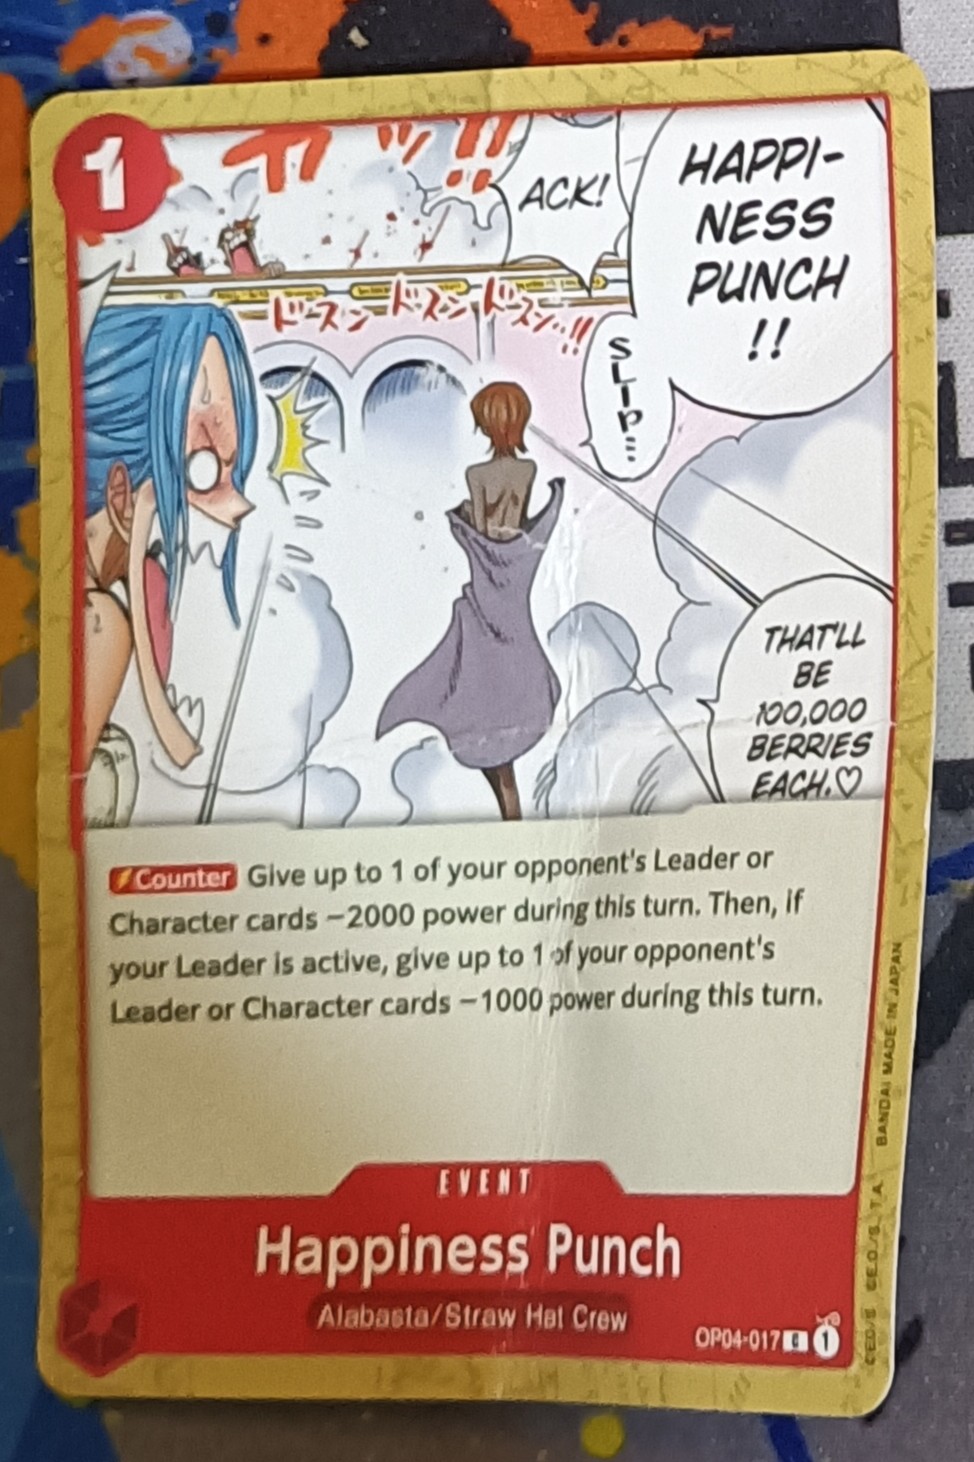 1
ガッ!!
ACK!
HAPPI-
NESS
PUNCH
!!
ドスン ドスン ドスン..!!
SLIP...
THAT'LL
BE
100,000
BERRIES
EACH.♡
Counter Give up to 1 of your opponent's Leader or
Character cards −2000 power during this turn. Then, if
your Leader is active, give up to 1 of your opponent's
Leader or Character cards −1000 power during this turn.
EVENT
Happiness Punch
Alabasta/Straw Hat Crew
OP04-017 C 1
BANDAI MADE IN JAPAN